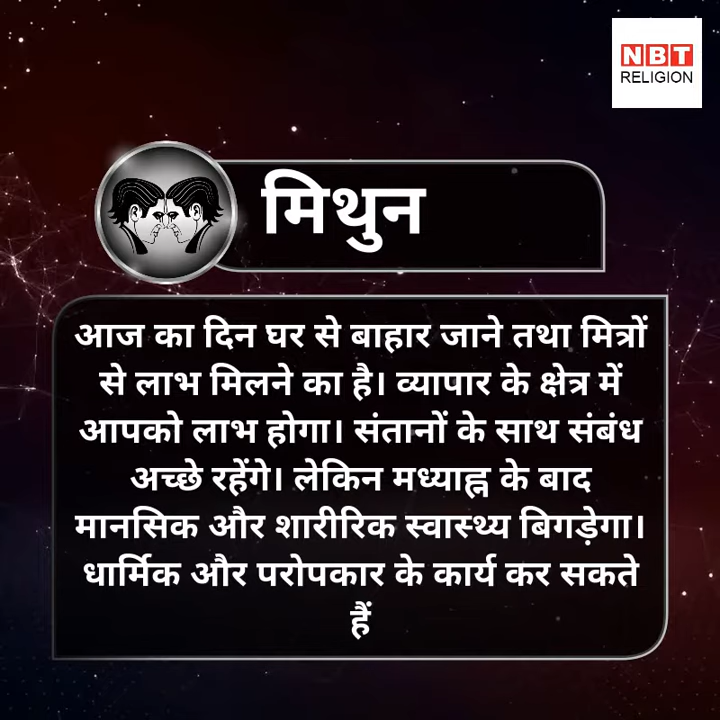 NBT
RELIGION
मिथुन
आज का दिन घर से बाहार जाने तथा मित्रों
से लाभ मिलने का है। व्यापार के क्षेत्र में
आपको लाभ होगा। संतानों के साथ संबंध
अच्छे रहेंगे। लेकिन मध्याह्न के बाद
मानसिक और शारीरिक स्वास्थ्य बिगड़ेगा।
धार्मिक और परोपकार के कार्य कर सकते
हैं